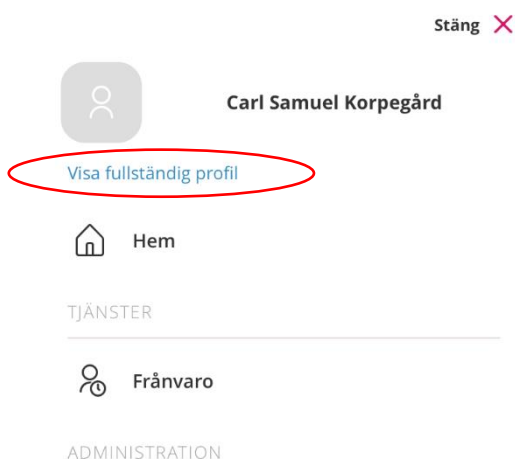 Stäng
Carl Samuel Korpegård
Visa fullständig profil
Hem
TJÄNSTER
Frånvaro
ADMINISTRATION